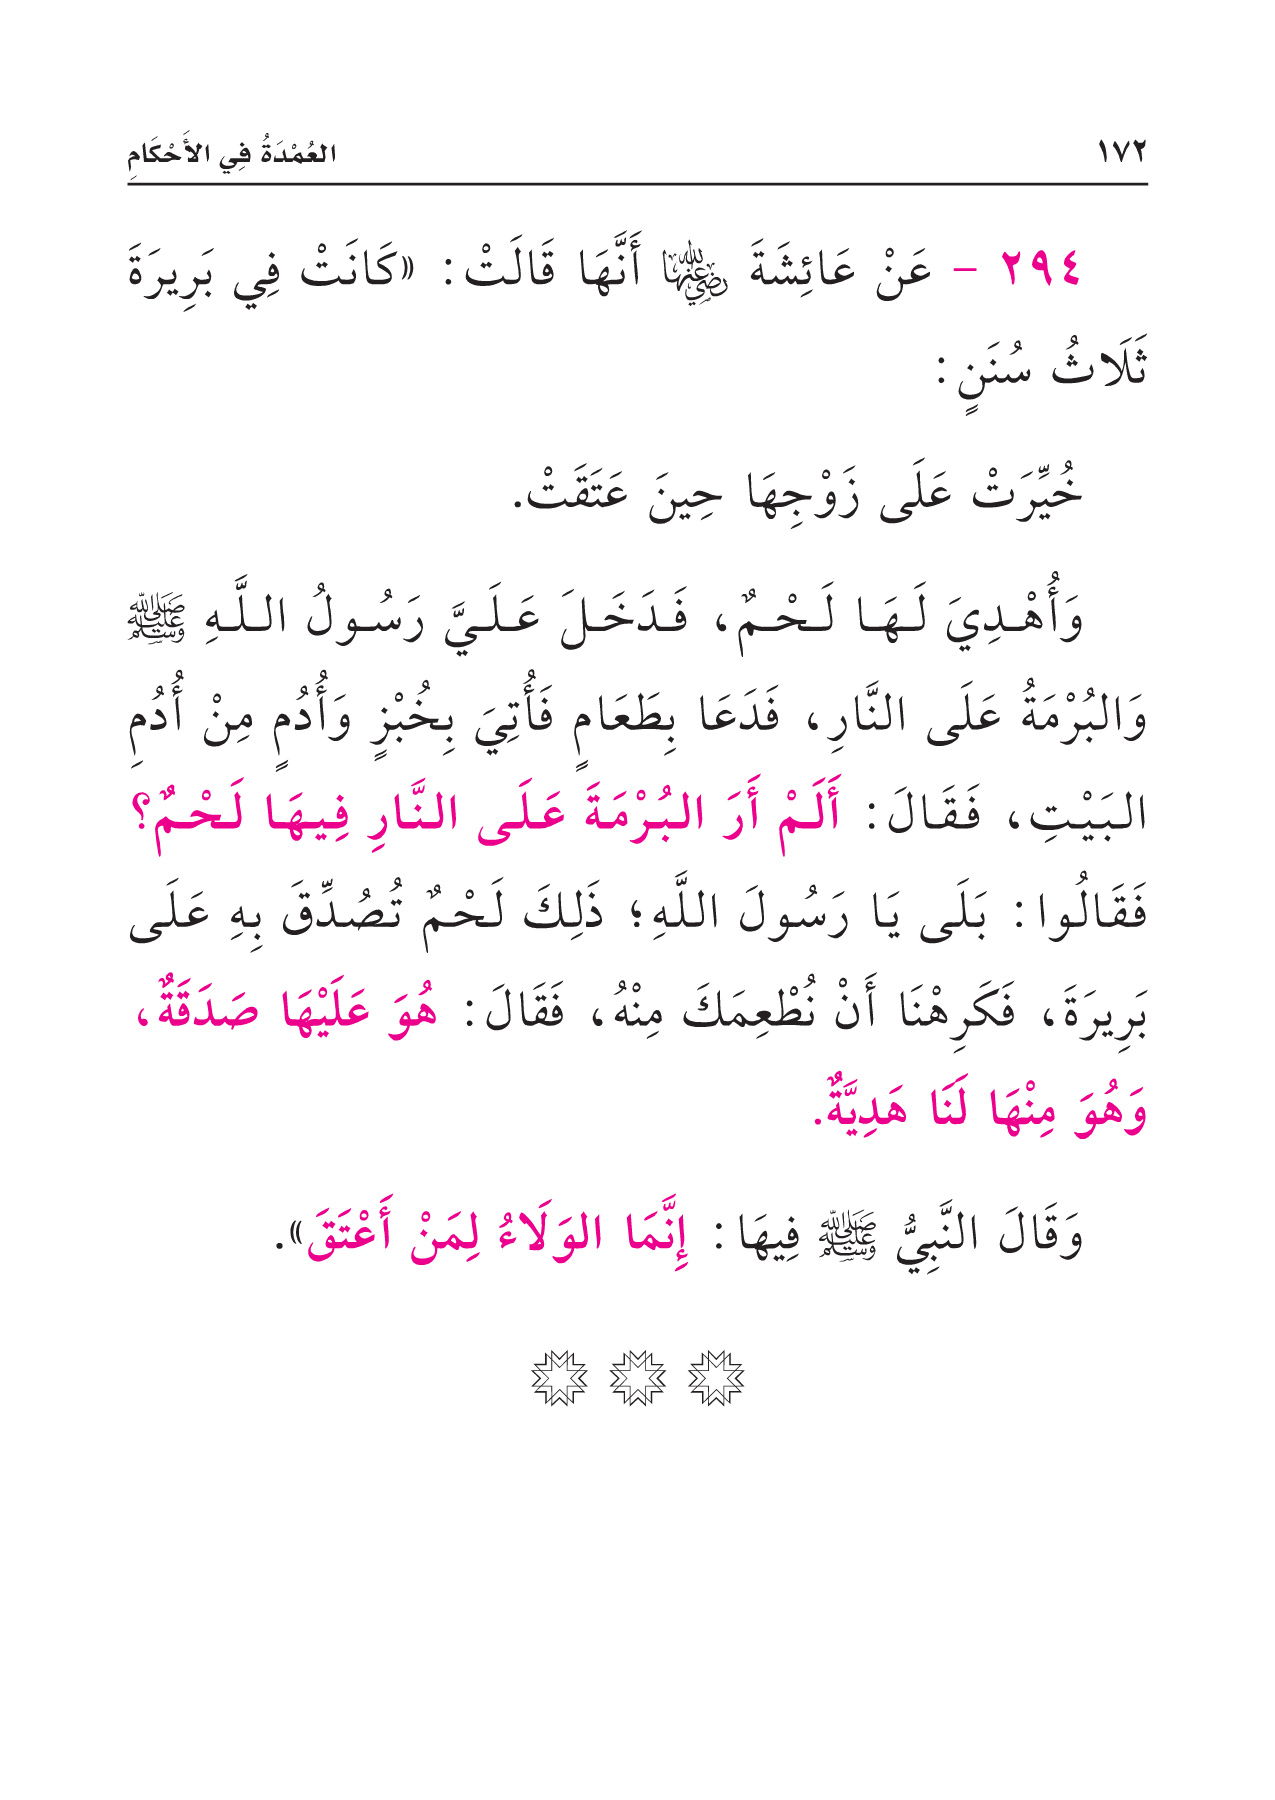 ١٧٢ العُمْدَةُ فِي الأَحْكَامِ
٢٩٤ - عَنْ عَائِشَةَ رضي الله عنها أَنَّهَا قَالَتْ: «كَانَتْ فِي بَرِيرَةَ
ثَلَاثُ سُنَنٍ:
خُيِّرَتْ عَلَى زَوْجِهَا حِينَ عَتَقَتْ.
وَأُهْدِيَ لَهَا لَحْمٌ، فَدَخَلَ عَلَيَّ رَسُولُ اللَّهِ ﷺ
وَالبُرْمَةُ عَلَى النَّارِ، فَدَعَا بِطَعَامٍ فَأُتِيَ بِخُبْزٍ وَأُدُمٍ مِنْ أُدُمِ
البَيْتِ، فَقَالَ: أَلَمْ أَرَ البُرْمَةَ عَلَى النَّارِ فِيهَا لَحْمٌ؟
فَقَالُوا: بَلَى يَا رَسُولَ اللَّهِ؛ ذَلِكَ لَحْمٌ تُصُدِّقَ بِهِ عَلَى
بَرِيرَةَ، فَكَرِهْنَا أَنْ نُطْعِمَكَ مِنْهُ، فَقَالَ: هُوَ عَلَيْهَا صَدَقَةٌ،
وَهُوَ مِنْهَا لَنَا هَدِيَّةٌ.
وَقَالَ النَّبِيُّ ﷺ فِيهَا: إِنَّمَا الوَلَاءُ لِمَنْ أَعْتَقَ».